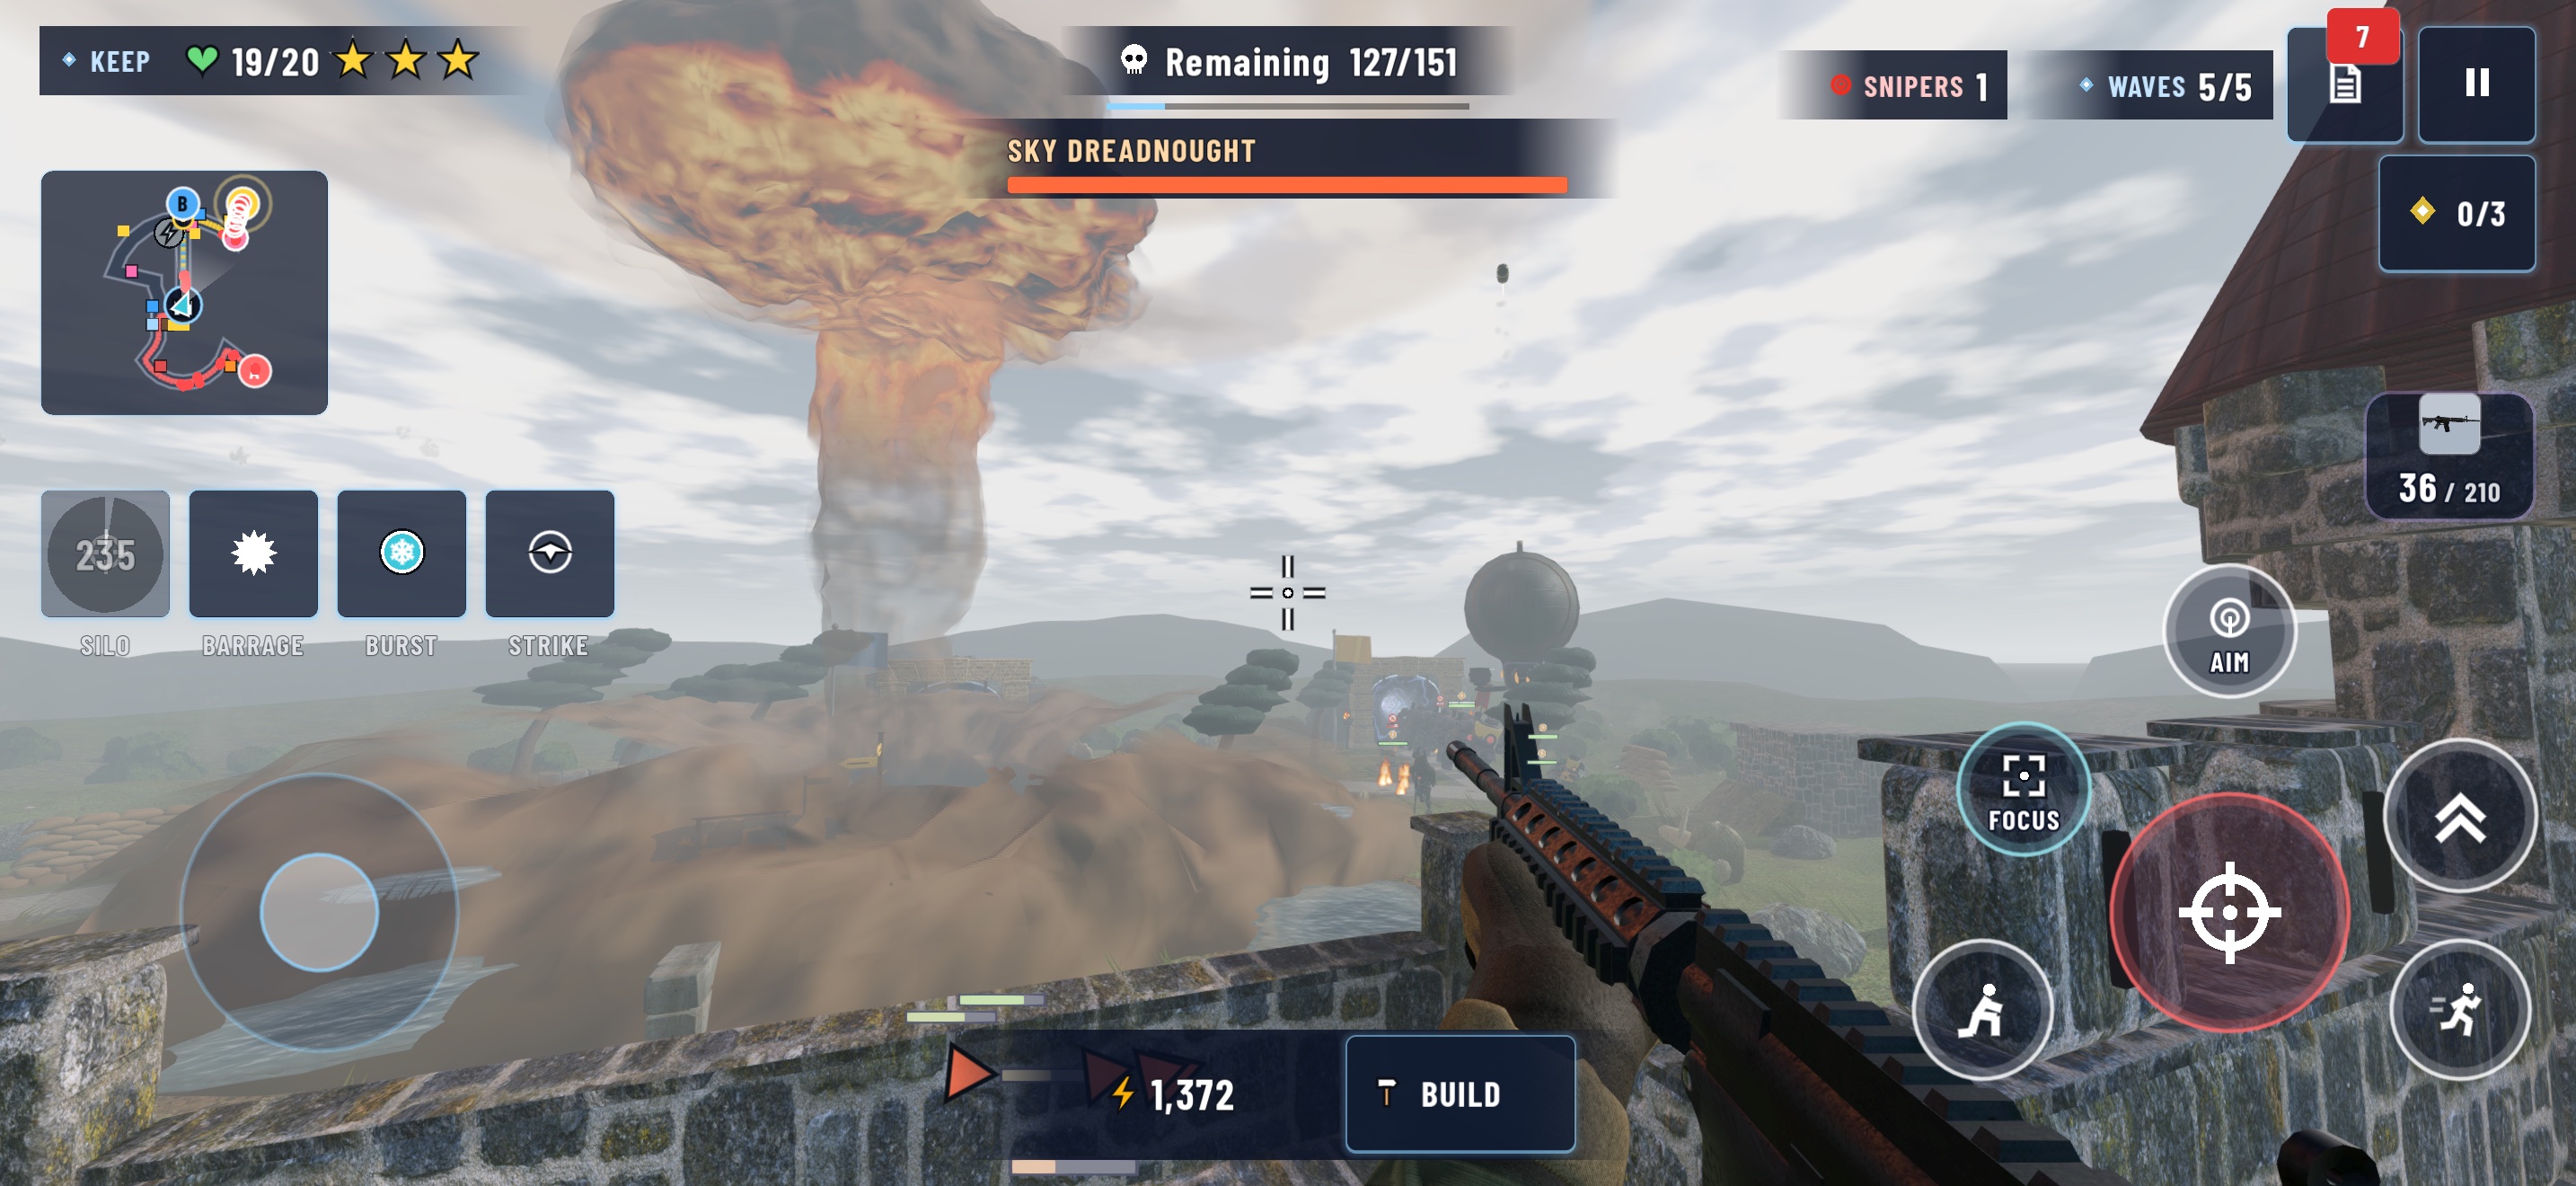 KEEP 19/20
Remaining 127/151
SNIPERS 1
WAVES 5/5
7
SKY DREADNOUGHT
0/3
B
36 / 210
235
SILO
BARRAGE
BURST
STRIKE
AIM
FOCUS
1,372
BUILD